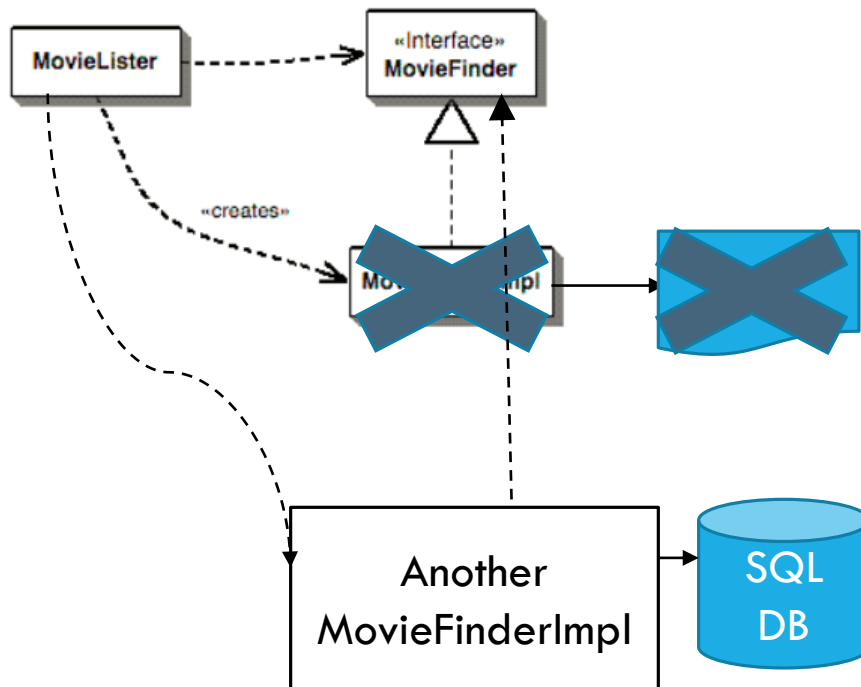 MovieLister
«Interface»
MovieFinder
«creates»
Another
MovieFinderImpl
SQL
DB